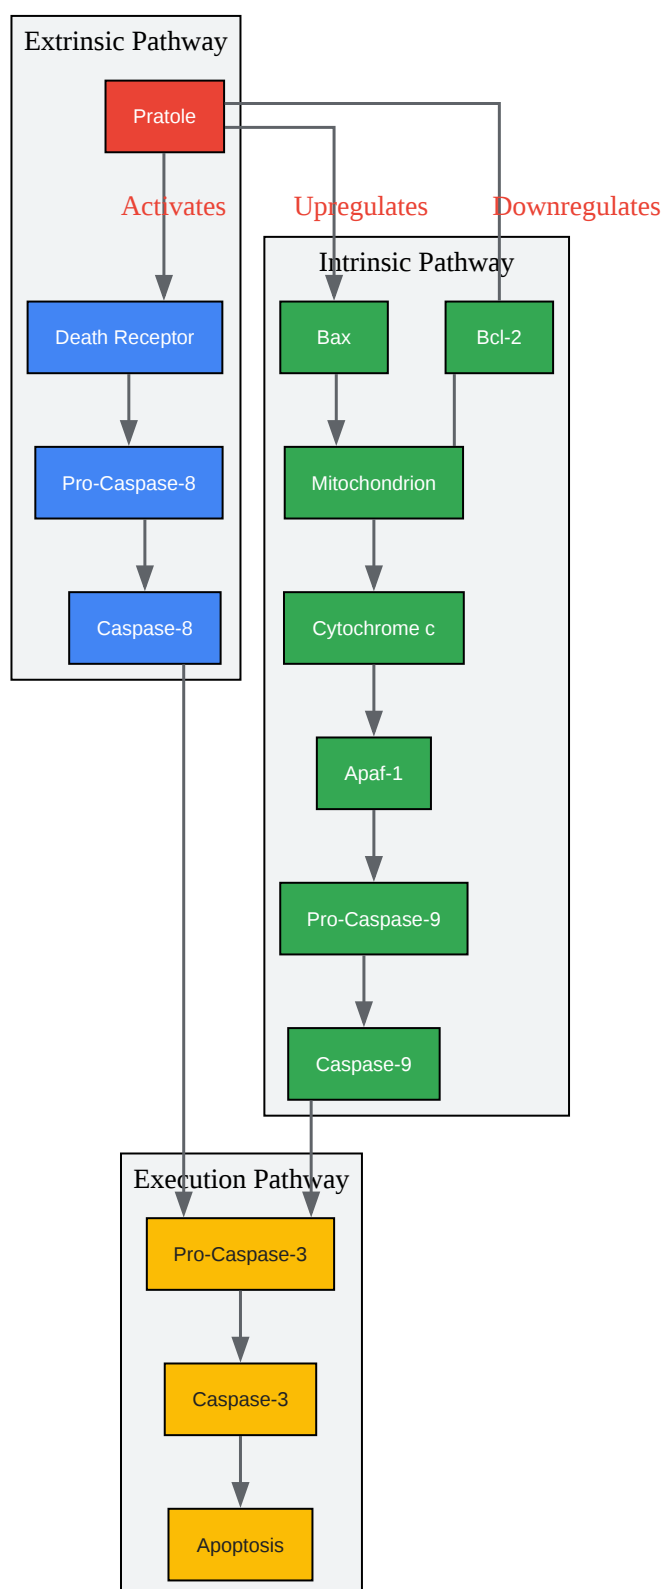 Extrinsic Pathway
Pratole
Activates
Upregulates
Downregulates
Intrinsic Pathway
Death Receptor
Bax
Bcl-2
Pro-Caspase-8
Mitochondrion
Caspase-8
Cytochrome c
Apaf-1
Pro-Caspase-9
Caspase-9
Execution Pathway
Pro-Caspase-3
Caspase-3
Apoptosis